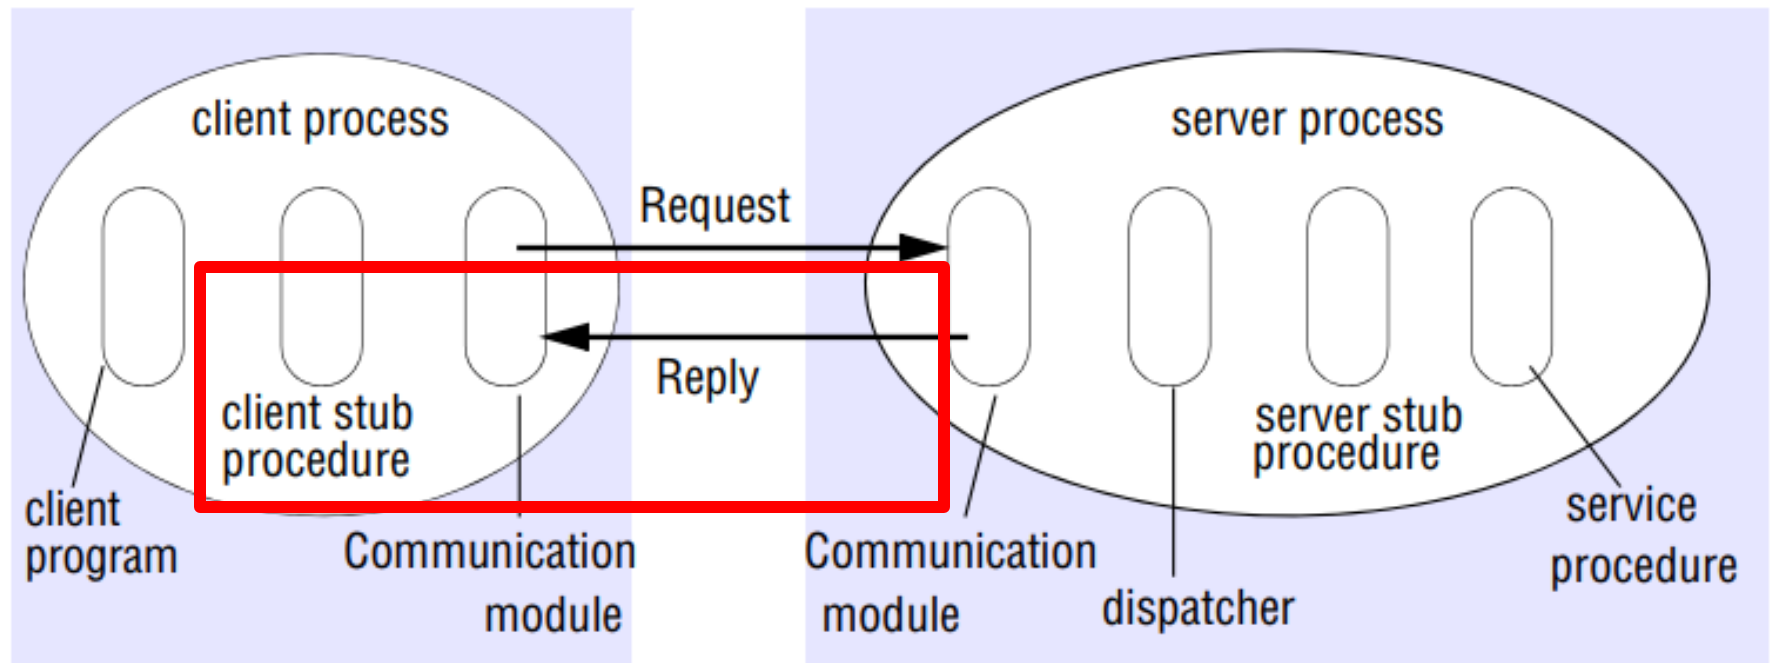 client process
server process
Request
Reply
client stub
procedure
server stub
procedure
client
program
Communication
module
Communication
module
dispatcher
service
procedure